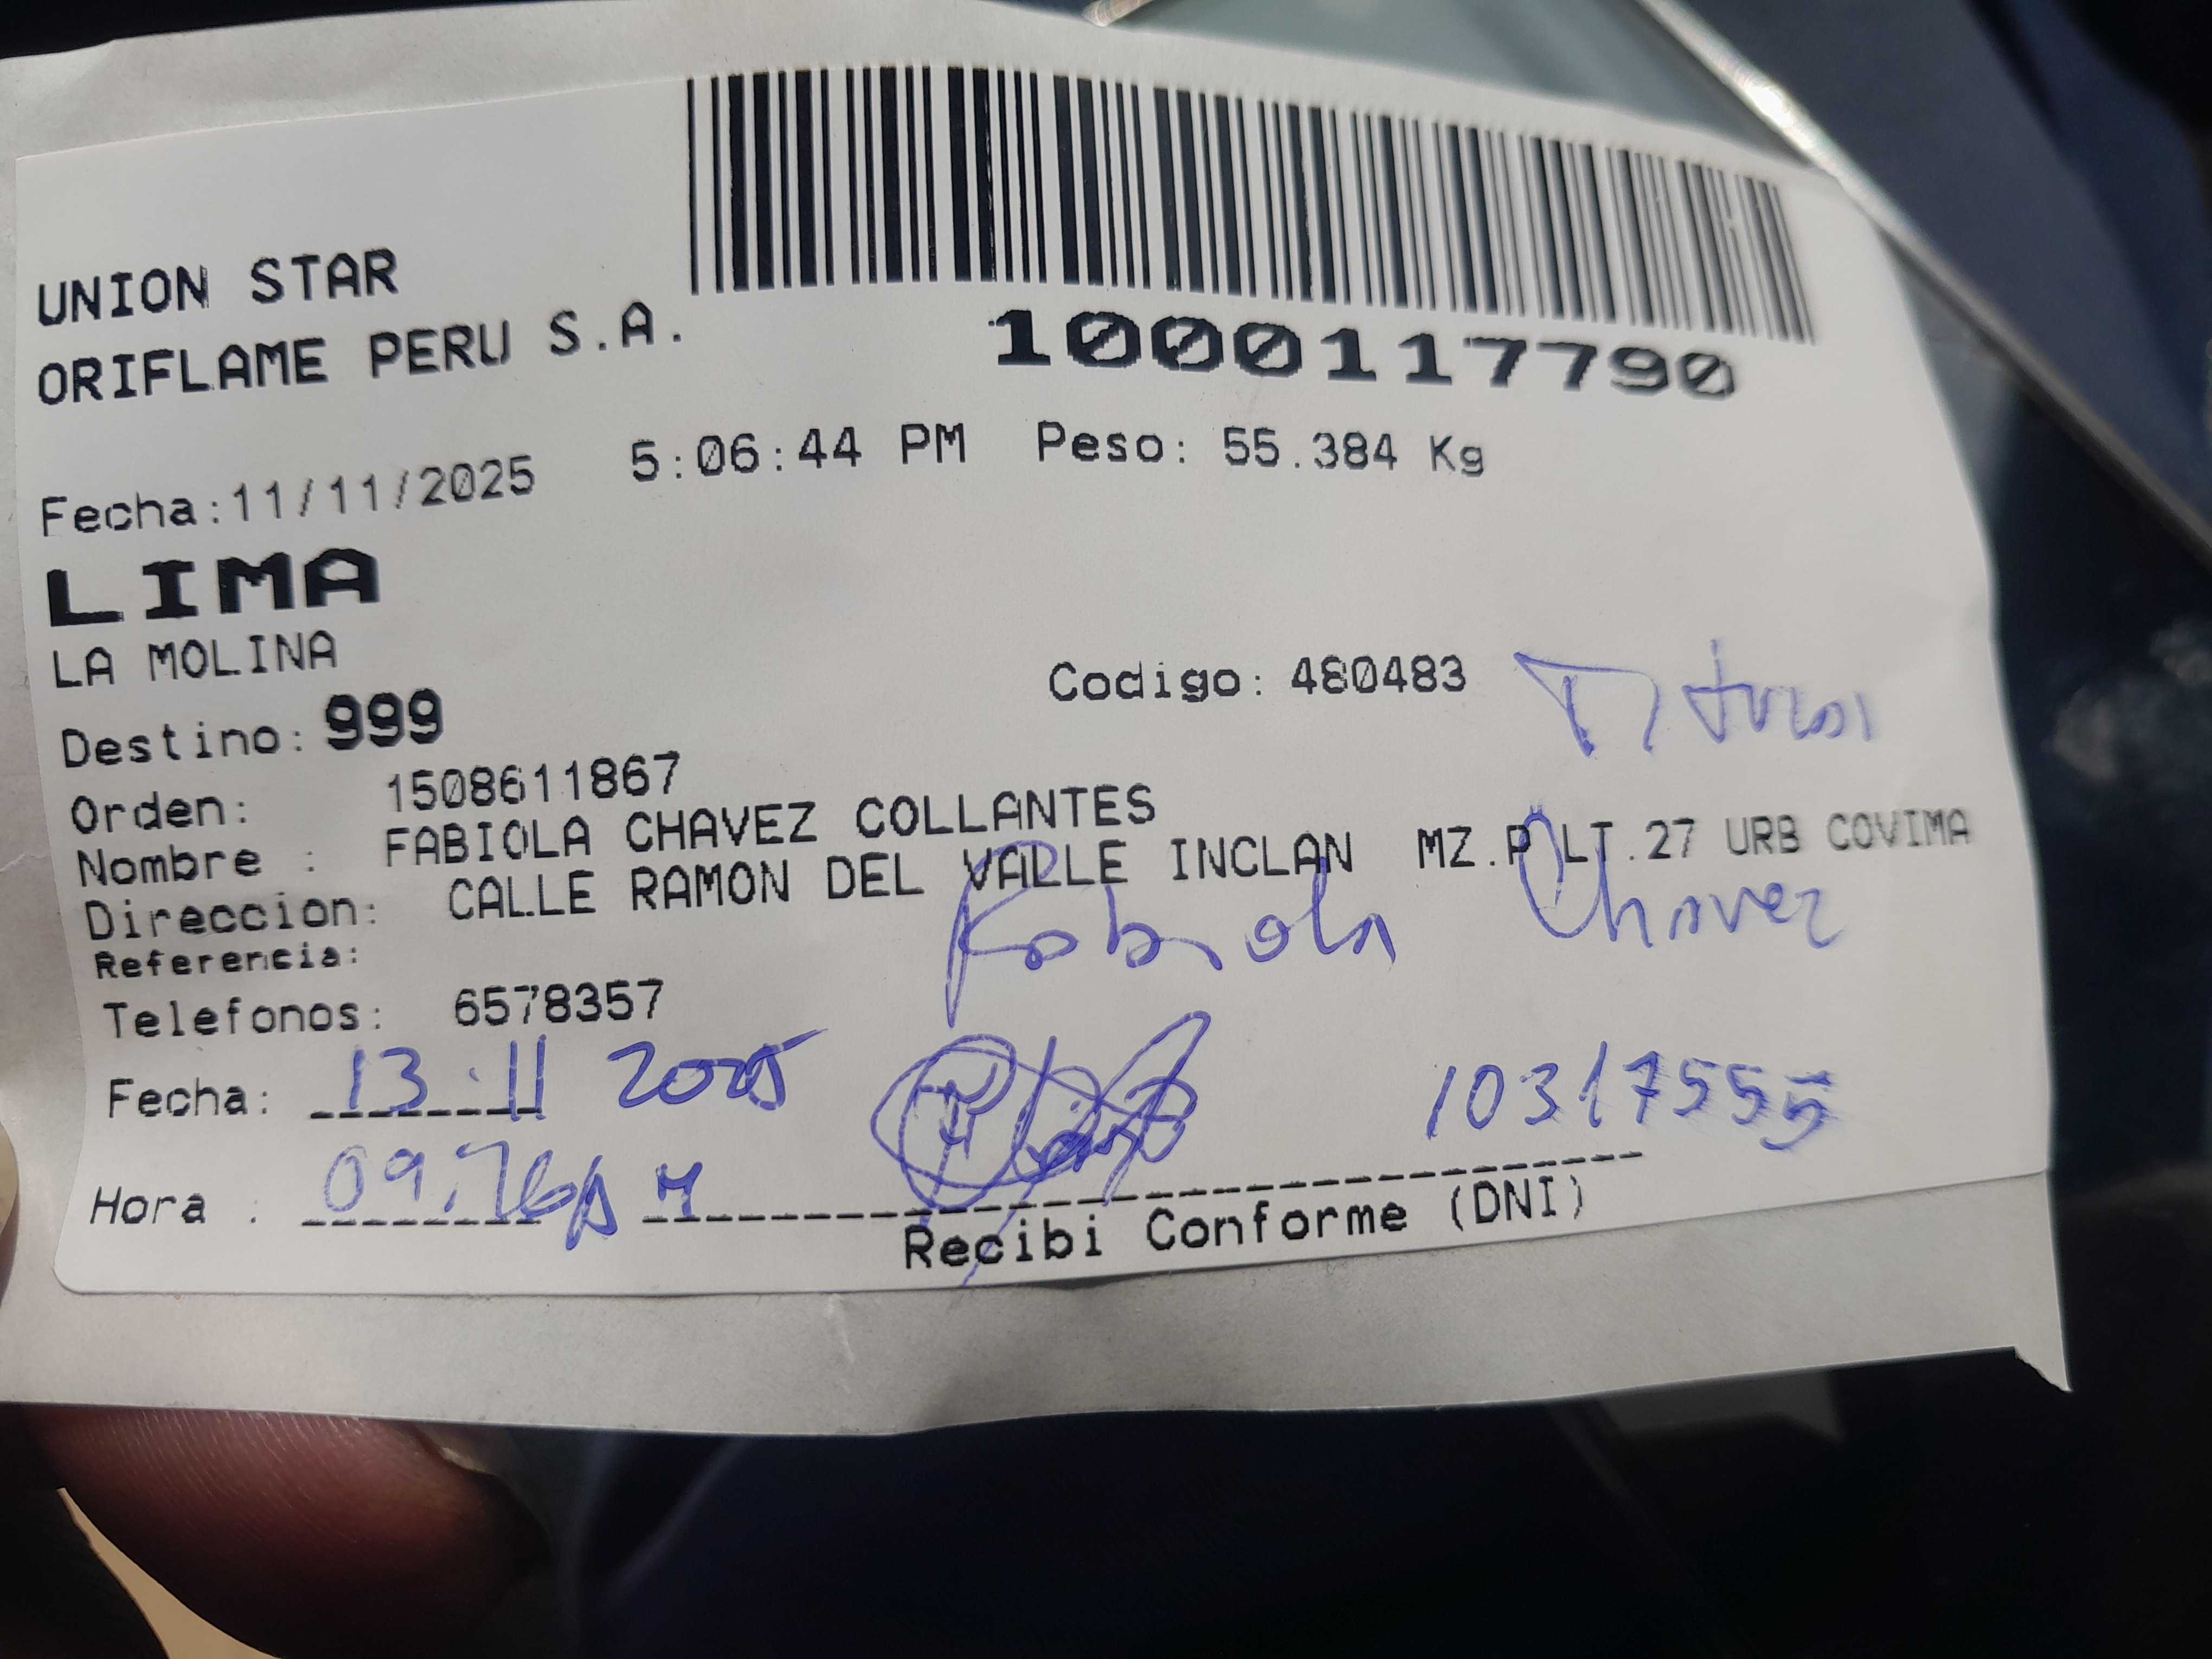 UNION STAR
ORIFLAME PERU S.A.
1000117790
Fecha:11/11/2025 5:06:44 PM Peso: 55.384 Kg
LIMA
LA MOLINA
Destino: 999 Codigo: 480483
Orden: 1508611867
Nombre : FABIOLA CHAVEZ COLLANTES
Direccion: CALLE RAMON DEL VALLE INCLAN MZ.P LT.27 URB COVIMA
Referencia:
Fabiola Chavez
Telefonos: 6578357
Fecha: 13-11 2025
10317555
Hora :
Recibi Conforme (DNI)